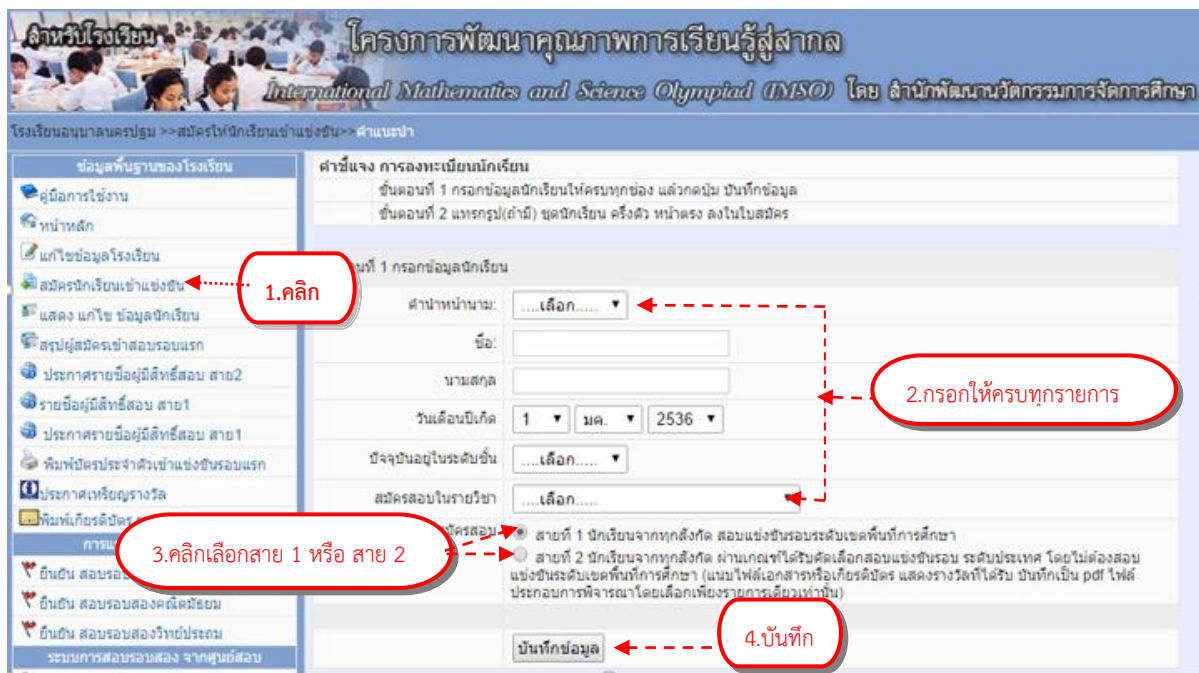 สำหรับโรงเรียน
โครงการพัฒนาคุณภาพการเรียนรู้สู่สากล
International Mathematics and Science Olympiad (IMSO) โดย สำนักพัฒนานวัตกรรมการจัดการศึกษา
โรงเรียนอนุบาลนครปฐม >>สมัครให้นักเรียนเข้าแข่งขัน>>คำแนะนำ
ข้อมูลพื้นฐานของโรงเรียน
คู่มือการใช้งาน
หน้าหลัก
แก้ไขข้อมูลโรงเรียน
สมัครนักเรียนเข้าแข่งขัน
แสดง แก้ไข ข้อมูลนักเรียน
สรุปผู้สมัครเข้าสอบรอบแรก
ประกาศรายชื่อผู้มีสิทธิ์สอบ สาย2
รายชื่อผู้มีสิทธิ์สอบ สาย1
ประกาศรายชื่อผู้มีสิทธิ์สอบ สาย1
พิมพ์บัตรประจำตัวเข้าแข่งขันรอบแรก
ประกาศเหรียญรางวัล
พิมพ์เกียรติบัตร
ยืนยัน สอบรอบ
ยืนยัน สอบรอบสองคณิตมัธยม
ยืนยัน สอบรอบสองวิทย์ประถม
ระบบการสอบรอบสอง จากศูนย์สอบ
คำชี้แจง การลงทะเบียนนักเรียน
ขั้นตอนที่ 1 กรอกข้อมูลนักเรียนให้ครบทุกช่อง แล้วกดปุ่ม บันทึกข้อมูล
ขั้นตอนที่ 2 แทรกรูป(ถ้ามี) ชุดนักเรียน ครึ่งตัว หน้าตรง ลงในใบสมัคร
ที่ 1 กรอกข้อมูลนักเรียน
1.คลิก
คำนำหน้านาม: ....เลือก.....
ชื่อ:
นามสกุล
2.กรอกให้ครบทุกรายการ
วันเดือนปีเกิด 1 มค. 2536
ปัจจุบันอยู่ในระดับชั้น ....เลือก.....
สมัครสอบในรายวิชา ....เลือก.....
สมัครสอบ สายที่ 1 นักเรียนจากทุกสังกัด สอบแข่งขันรอบระดับเขตพื้นที่การศึกษา
3.คลิกเลือกสาย 1 หรือ สาย 2
สายที่ 2 นักเรียนจากทุกสังกัด ผ่านเกณฑ์ได้รับคัดเลือกสอบแข่งขันรอบ ระดับประเทศ โดยไม่ต้องสอบ
แข่งขันระดับเขตพื้นที่การศึกษา (แนบไฟล์เอกสารหรือเกียรติบัตร แสดงรางวัลที่ได้รับ บันทึกเป็น pdf ไฟล์
ประกอบการพิจารณาโดยเลือกเพียงรายการเดียวเท่านั้น)
บันทึกข้อมูล
4.บันทึก